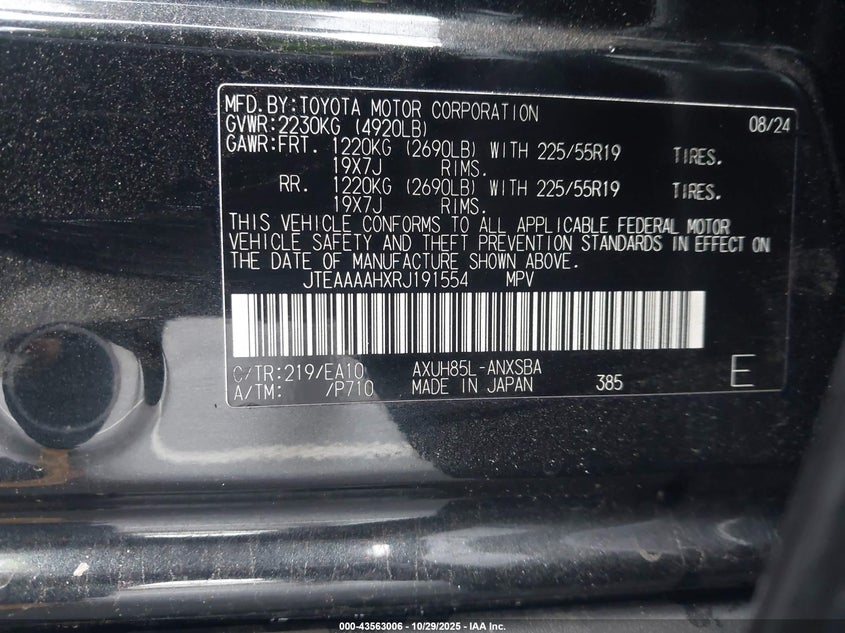 MFD.BY:TOYOTA MOTOR CORPORATION 08/24
GVWR:2230KG (4920LB)
GAWR:FRT. 1220KG (2690LB) WITH 225/55R19 TIRES.
19X7J RIMS.
RR. 1220KG (2690LB) WITH 225/55R19 TIRES.
19X7J RIMS.
THIS VEHICLE CONFORMS TO ALL APPLICABLE FEDERAL MOTOR
VEHICLE SAFETY AND THEFT PREVENTION STANDARDS IN EFFECT ON
THE DATE OF MANUFACTURE SHOWN ABOVE.
JTEAAAAHXRJ191554 MPV
C/TR:219/EA10 AXUH85L-ANXSBA
A/TM: /P710 MADE IN JAPAN 385 E
000-43563006 - 10/29/2025 - IAA Inc.